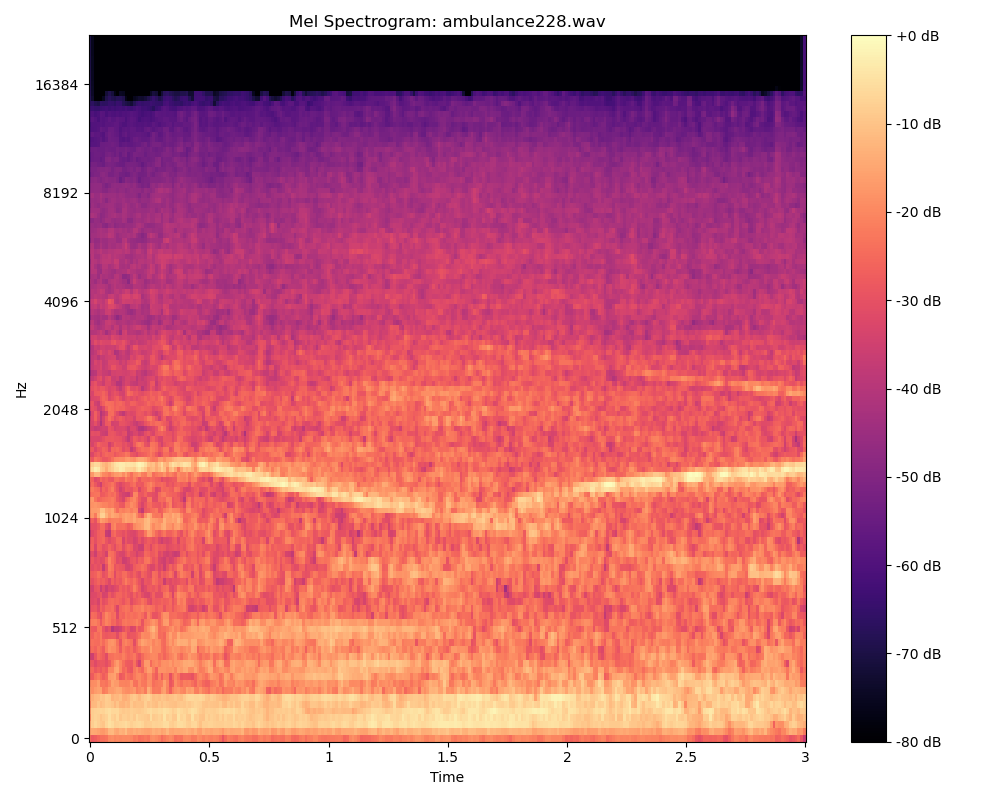 Mel Spectrogram: ambulance228.wav
Hz
16384
8192
4096
2048
1024
512
0
0
0.5
1
1.5
2
2.5
3
Time
+0 dB
-10 dB
-20 dB
-30 dB
-40 dB
-50 dB
-60 dB
-70 dB
-80 dB